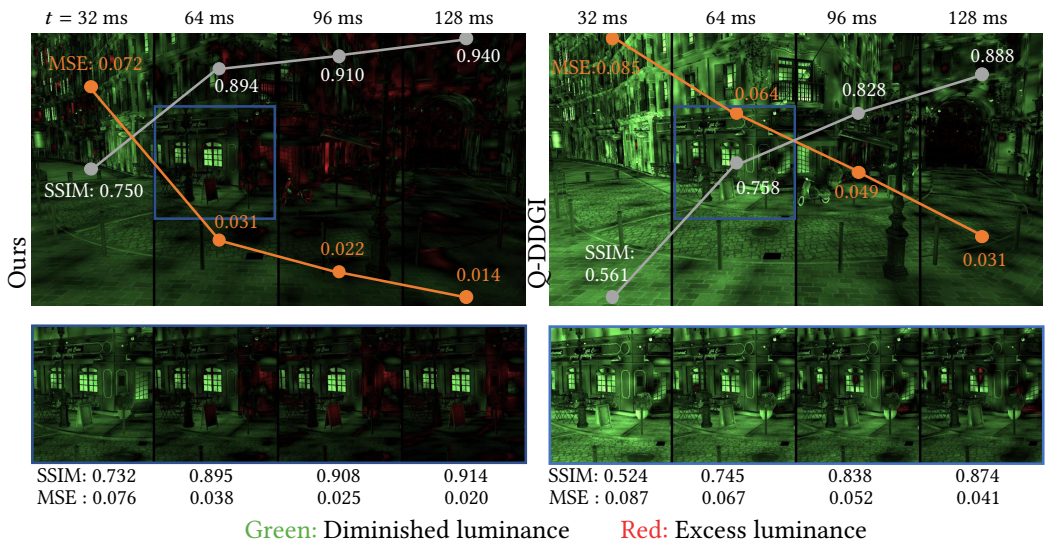 t = 32 ms 64 ms 96 ms 128 ms 32 ms 64 ms 96 ms 128 ms
Ours
MSE: 0.072
0.894
0.910
0.940
SSIM: 0.750
0.031
0.022
0.014
Q-DDGI
MSE:0.085
0.064
0.828
0.888
0.758
0.049
SSIM:
0.561
0.031
SSIM: 0.732 0.895 0.908 0.914
MSE : 0.076 0.038 0.025 0.020
SSIM: 0.524 0.745 0.838 0.874
MSE: 0.087 0.067 0.052 0.041
Green: Diminished luminance Red: Excess luminance